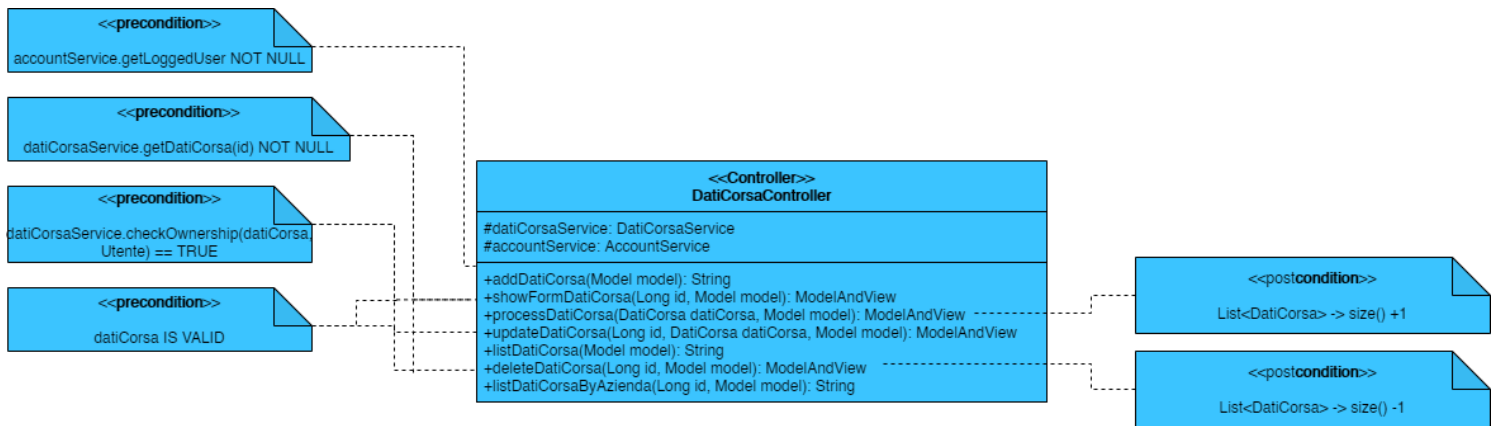 <<precondition>>
accountService.getLoggedUser NOT NULL
<<precondition>>
datiCorsaService.getDatiCorsa(id) NOT NULL
<<precondition>>
datiCorsaService.checkOwnership(datiCorsa,
Utente) == TRUE
<<precondition>>
datiCorsa IS VALID
<<Controller>>
DatiCorsaController
#datiCorsaService: DatiCorsaService
#accountService: AccountService
+addDatiCorsa(Model model): String
+showFormDatiCorsa(Long id, Model model): ModelAndView
+processDatiCorsa(DatiCorsa datiCorsa, Model model): ModelAndView
+updateDatiCorsa(Long id, DatiCorsa datiCorsa, Model model): ModelAndView
+listDatiCorsa(Model model): String
+deleteDatiCorsa(Long id, Model model): ModelAndView
+listDatiCorsaByAzienda(Long id, Model model): String
<<postcondition>>
List<DatiCorsa> -> size() +1
<<postcondition>>
List<DatiCorsa> -> size() -1